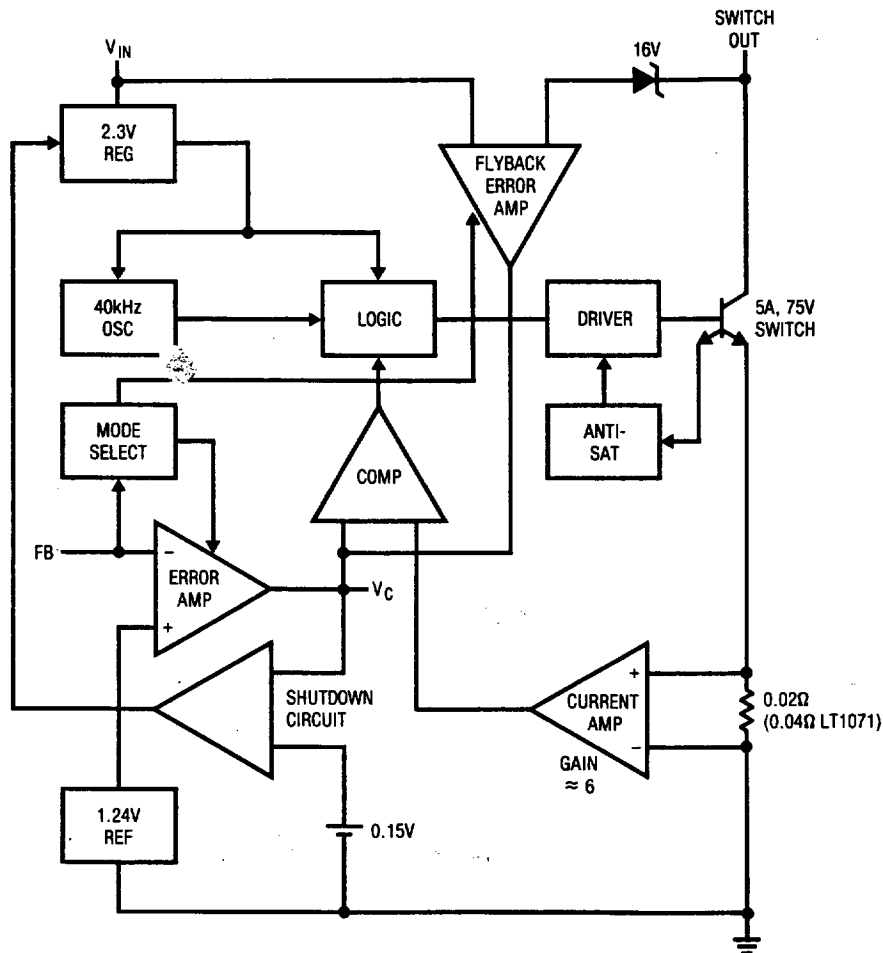 SWITCH
OUT
V_IN
16V
2.3V
REG
FLYBACK
ERROR
AMP
40kHz
OSC
LOGIC
DRIVER
5A, 75V
SWITCH
MODE
SELECT
ANTI-
SAT
COMP
FB
−
ERROR
AMP
+
V_C
SHUTDOWN
CIRCUIT
+
CURRENT
AMP
−
0.02Ω
(0.04Ω LT1071)
GAIN
≈ 6
1.24V
REF
0.15V